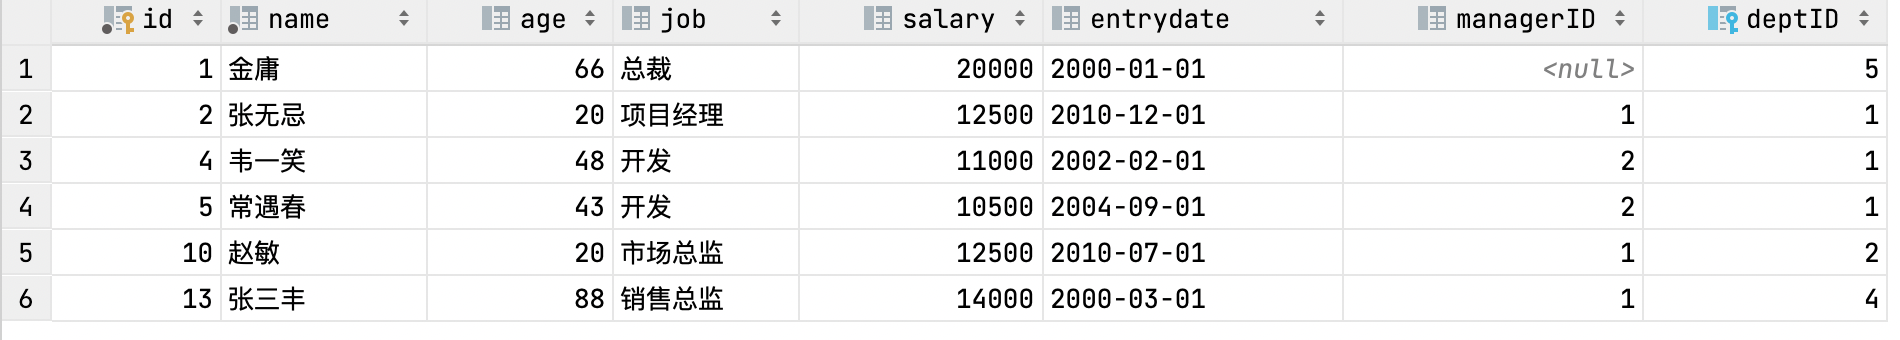 id name age job salary entrydate managerID deptID
1 1 金庸 66 总裁 20000 2000-01-01 <null> 5
2 2 张无忌 20 项目经理 12500 2010-12-01 1 1
3 4 韦一笑 48 开发 11000 2002-02-01 2 1
4 5 常遇春 43 开发 10500 2004-09-01 2 1
5 10 赵敏 20 市场总监 12500 2010-07-01 1 2
6 13 张三丰 88 销售总监 14000 2000-03-01 1 4